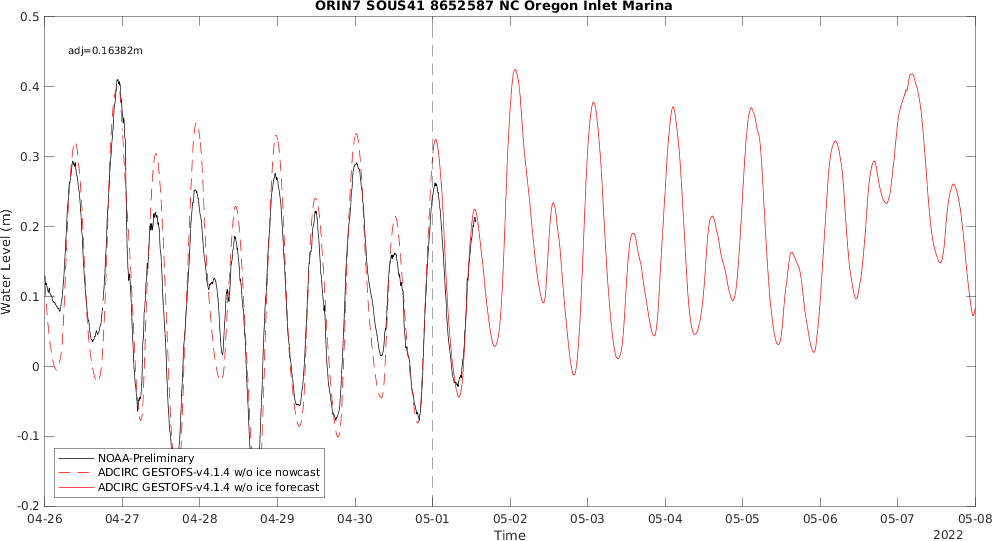 ORIN7 SOUS41 8652587 NC Oregon Inlet Marina
adj=0.16382m
Water Level (m)
0.5
0.4
0.3
0.2
0.1
0
-0.1
-0.2
NOAA-Preliminary
ADCIRC GESTOFS-v4.1.4 w/o ice nowcast
ADCIRC GESTOFS-v4.1.4 w/o ice forecast
04-26 04-27 04-28 04-29 04-30 05-01 05-02 05-03 05-04 05-05 05-06 05-07 05-08
Time
2022